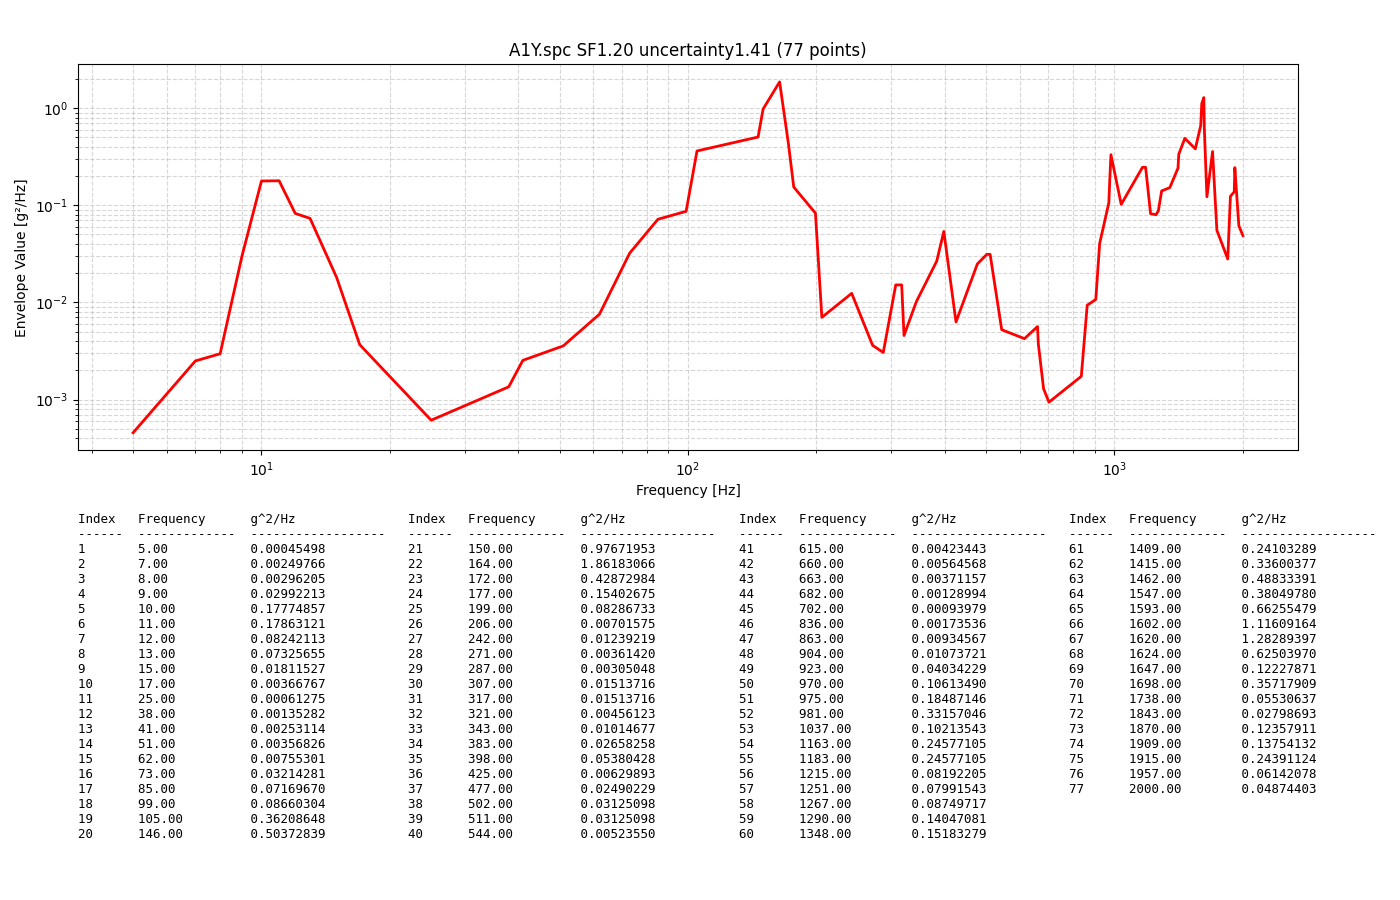 A1Y.spc SF1.20 uncertainty1.41 (77 points)
Envelope Value [g²/Hz]
10⁰
10⁻¹
10⁻²
10⁻³
10¹ 10² 10³
Frequency [Hz]
Index Frequency g^2/Hz Index Frequency g^2/Hz Index Frequency g^2/Hz Index Frequency g^2/Hz
------ ------------- ------------------ ------ ------------- ------------------ ------ ------------- ------------------ ------ ------------- ------------------
1 5.00 0.00045498 21 150.00 0.97671953 41 615.00 0.00423443 61 1409.00 0.24103289
2 7.00 0.00249766 22 164.00 1.86183066 42 660.00 0.00564568 62 1415.00 0.33600377
3 8.00 0.00296205 23 172.00 0.42872984 43 663.00 0.00371157 63 1462.00 0.48833391
4 9.00 0.02992213 24 177.00 0.15402675 44 682.00 0.00128994 64 1547.00 0.38049780
5 10.00 0.17774857 25 199.00 0.08286733 45 702.00 0.00093979 65 1593.00 0.66255479
6 11.00 0.17863121 26 206.00 0.00701575 46 836.00 0.00173536 66 1602.00 1.11609164
7 12.00 0.08242113 27 242.00 0.01239219 47 863.00 0.00934567 67 1620.00 1.28289397
8 13.00 0.07325655 28 271.00 0.00361420 48 904.00 0.01073721 68 1624.00 0.62503970
9 15.00 0.01811527 29 287.00 0.00305048 49 923.00 0.04034229 69 1647.00 0.12227871
10 17.00 0.00366767 30 307.00 0.01513716 50 970.00 0.10613490 70 1698.00 0.35717909
11 25.00 0.00061275 31 317.00 0.01513716 51 975.00 0.18487146 71 1738.00 0.05530637
12 38.00 0.00135282 32 321.00 0.00456123 52 981.00 0.33157046 72 1843.00 0.02798693
13 41.00 0.00253114 33 343.00 0.01014677 53 1037.00 0.10213543 73 1870.00 0.12357911
14 51.00 0.00356826 34 383.00 0.02658258 54 1163.00 0.24577105 74 1909.00 0.13754132
15 62.00 0.00755301 35 398.00 0.05380428 55 1183.00 0.24577105 75 1915.00 0.24391124
16 73.00 0.03214281 36 425.00 0.00629893 56 1215.00 0.08192205 76 1957.00 0.06142078
17 85.00 0.07169670 37 477.00 0.02490229 57 1251.00 0.07991543 77 2000.00 0.04874403
18 99.00 0.08660304 38 502.00 0.03125098 58 1267.00 0.08749717
19 105.00 0.36208648 39 511.00 0.03125098 59 1290.00 0.14047081
20 146.00 0.50372839 40 544.00 0.00523550 60 1348.00 0.15183279